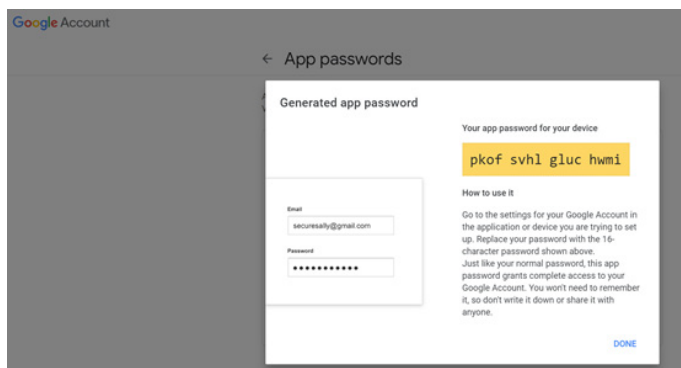 Google Account
← App passwords
Generated app password
Your app password for your device
pkof svhl gluc hwmi
How to use it
Go to the settings for your Google Account in
the application or device you are trying to set
up. Replace your password with the 16-
character password shown above.
Just like your normal password, this app
password grants complete access to your
Google Account. You won't need to remember
it, so don't write it down or share it with
anyone.
Email
securesally@gmail.com
Password
•••••••••••
DONE